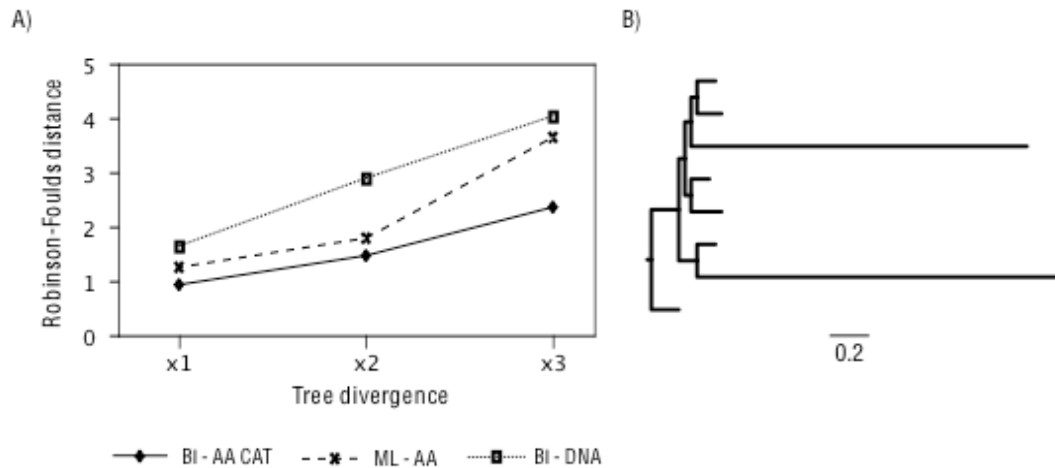 A)
Robinson-Foulds distance
5
4
3
2
1
0
x1 x2 x3
Tree divergence
BI - AA CAT ML - AA BI - DNA
B)
0.2